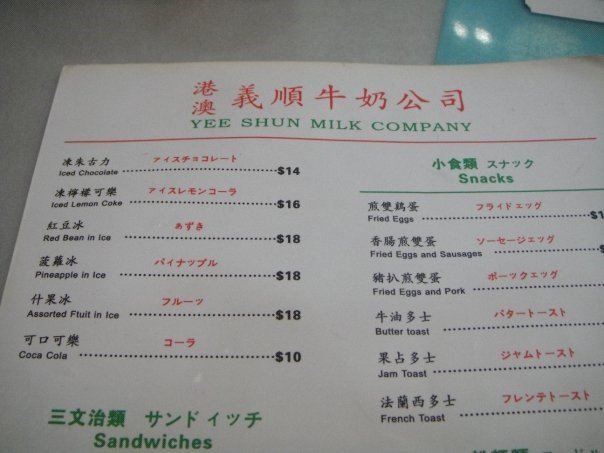 港澳 義順牛奶公司
YEE SHUN MILK COMPANY
凍朱古力 アイスチョコレート
Iced Chocolate $14
凍檸檬可樂 アイスレモンコーラ
Iced Lemon Coke $16
紅豆冰 あずき
Red Bean in Ice $18
菠蘿冰 パイナップル
Pineapple in Ice $18
什果冰 フルーツ
Assorted Ftuit in Ice $18
可口可樂 コーラ
Coca Cola $10
三文治類 サンドイッチ
Sandwiches
小食類 スナック
Snacks
煎雙鷄蛋 フライドエッグ
Fried Eggs
香腸煎雙蛋 ソーセージエッグ
Fried Eggs and Sausages
豬扒煎雙蛋 ポークエッグ
Fried Eggs and Pork
牛油多士 バタートースト
Butter toast
果占多士 ジャムトースト
Jam Toast
法蘭西多士 フレンテトースト
French Toast